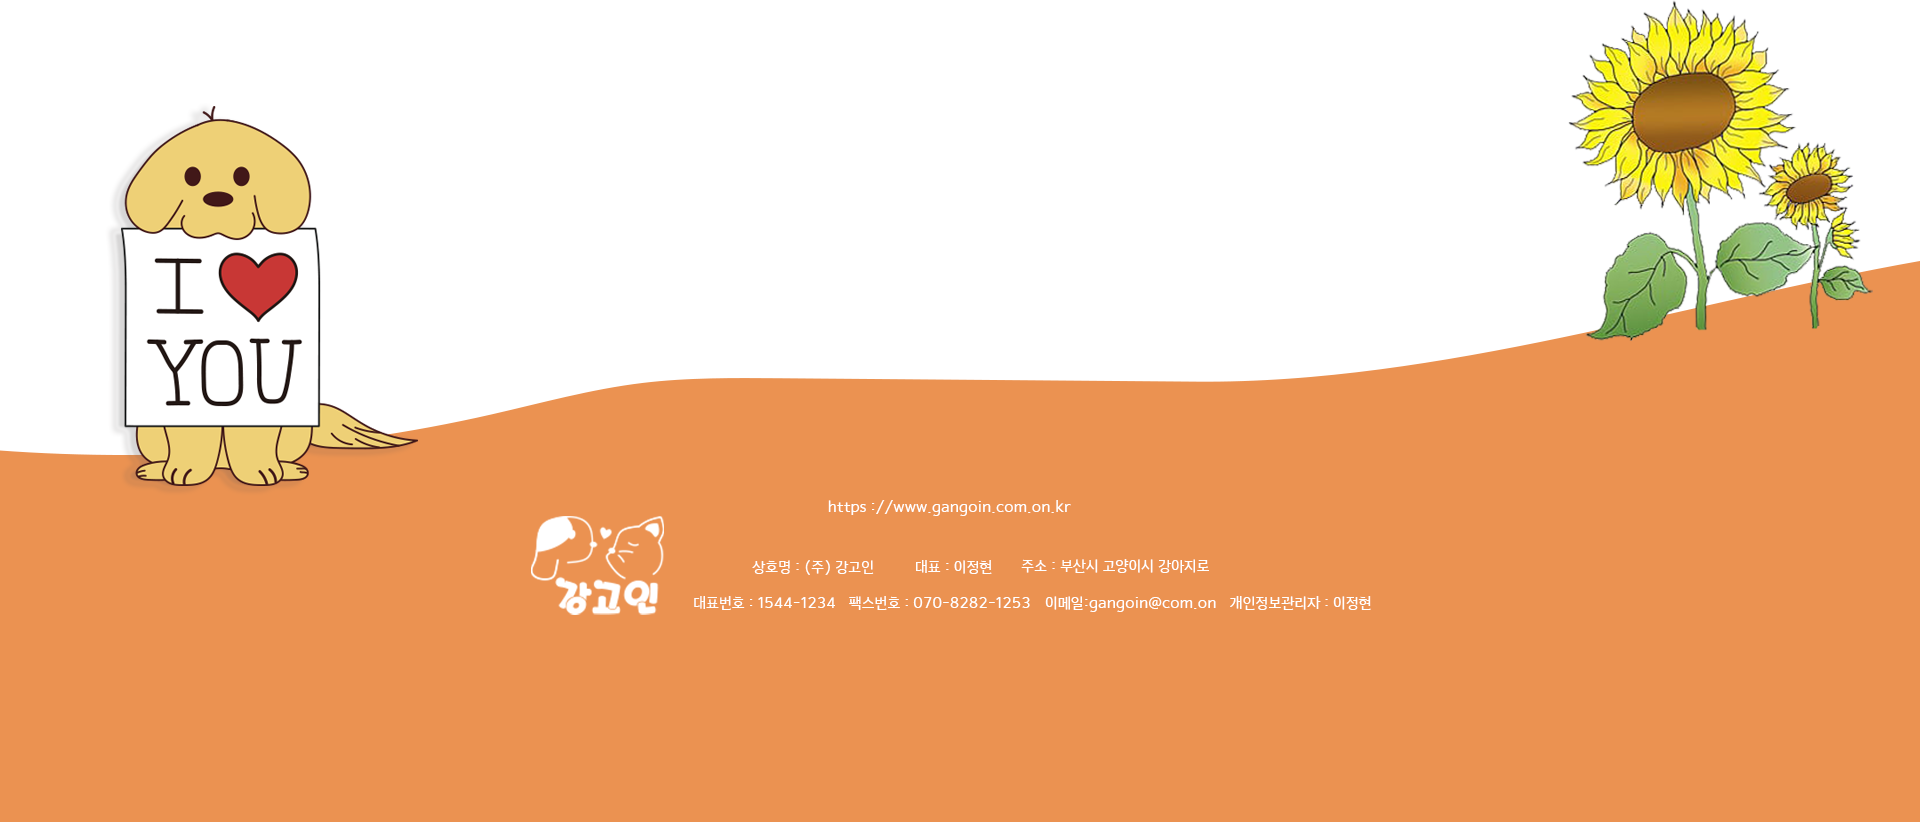 I
YOU
https ://www.gangoin.com.on.kr
강고인
상호명 : (주) 강고인 대표 : 이정현 주소 : 부산시 고양이시 강아지로
대표번호 : 1544-1234 팩스번호 : 070-8282-1253 이메일:gangoin@com.on 개인정보관리자 : 이정현